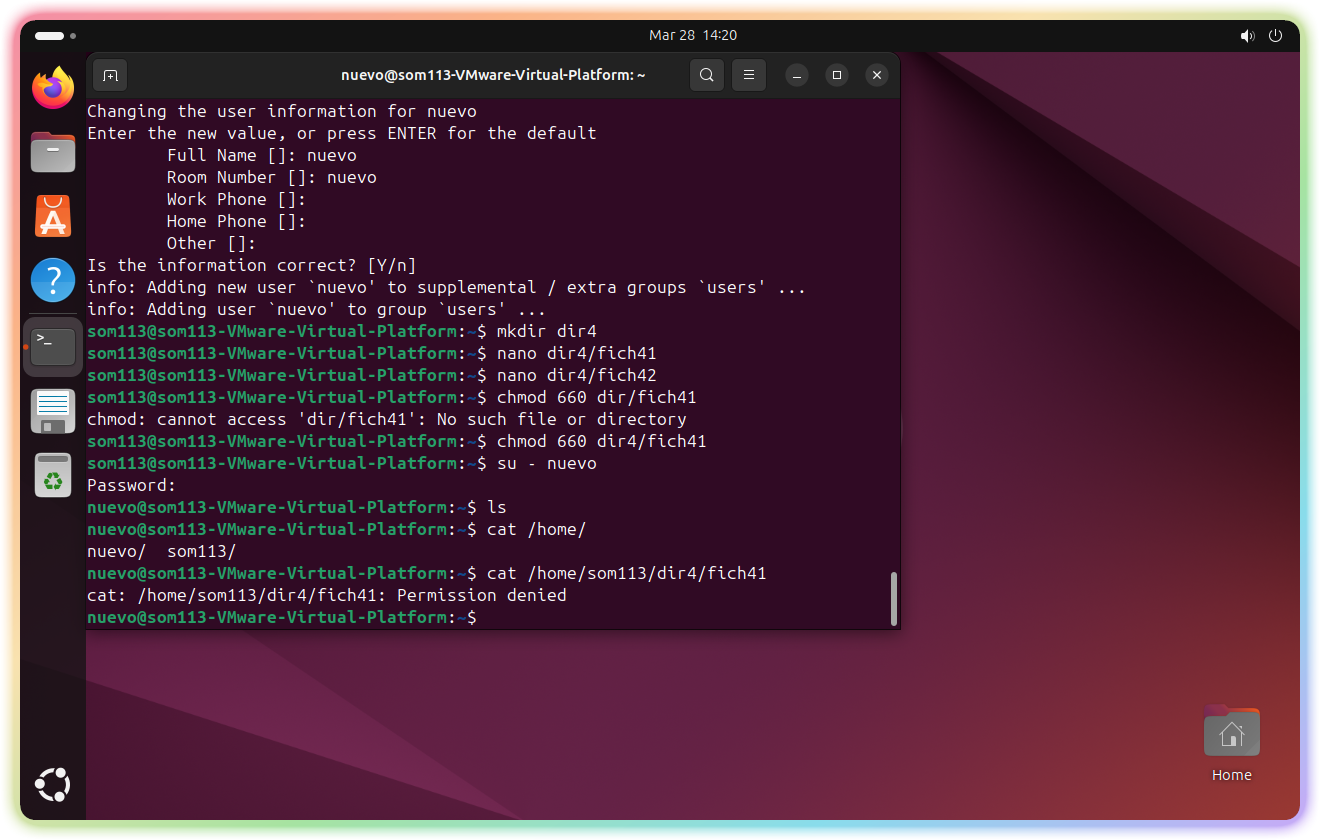 Mar 28 14:20
nuevo@som113-VMware-Virtual-Platform: ~
Changing the user information for nuevo
Enter the new value, or press ENTER for the default
Full Name []: nuevo
Room Number []: nuevo
Work Phone []:
Home Phone []:
Other []:
Is the information correct? [Y/n]
info: Adding new user `nuevo' to supplemental / extra groups `users' ...
info: Adding user `nuevo' to group `users' ...
som113@som113-VMware-Virtual-Platform:~$ mkdir dir4
som113@som113-VMware-Virtual-Platform:~$ nano dir4/fich41
som113@som113-VMware-Virtual-Platform:~$ nano dir4/fich42
som113@som113-VMware-Virtual-Platform:~$ chmod 660 dir/fich41
chmod: cannot access 'dir/fich41': No such file or directory
som113@som113-VMware-Virtual-Platform:~$ chmod 660 dir4/fich41
som113@som113-VMware-Virtual-Platform:~$ su - nuevo
Password:
nuevo@som113-VMware-Virtual-Platform:~$ ls
nuevo@som113-VMware-Virtual-Platform:~$ cat /home/
nuevo/  som113/
nuevo@som113-VMware-Virtual-Platform:~$ cat /home/som113/dir4/fich41
cat: /home/som113/dir4/fich41: Permission denied
nuevo@som113-VMware-Virtual-Platform:~$
Home